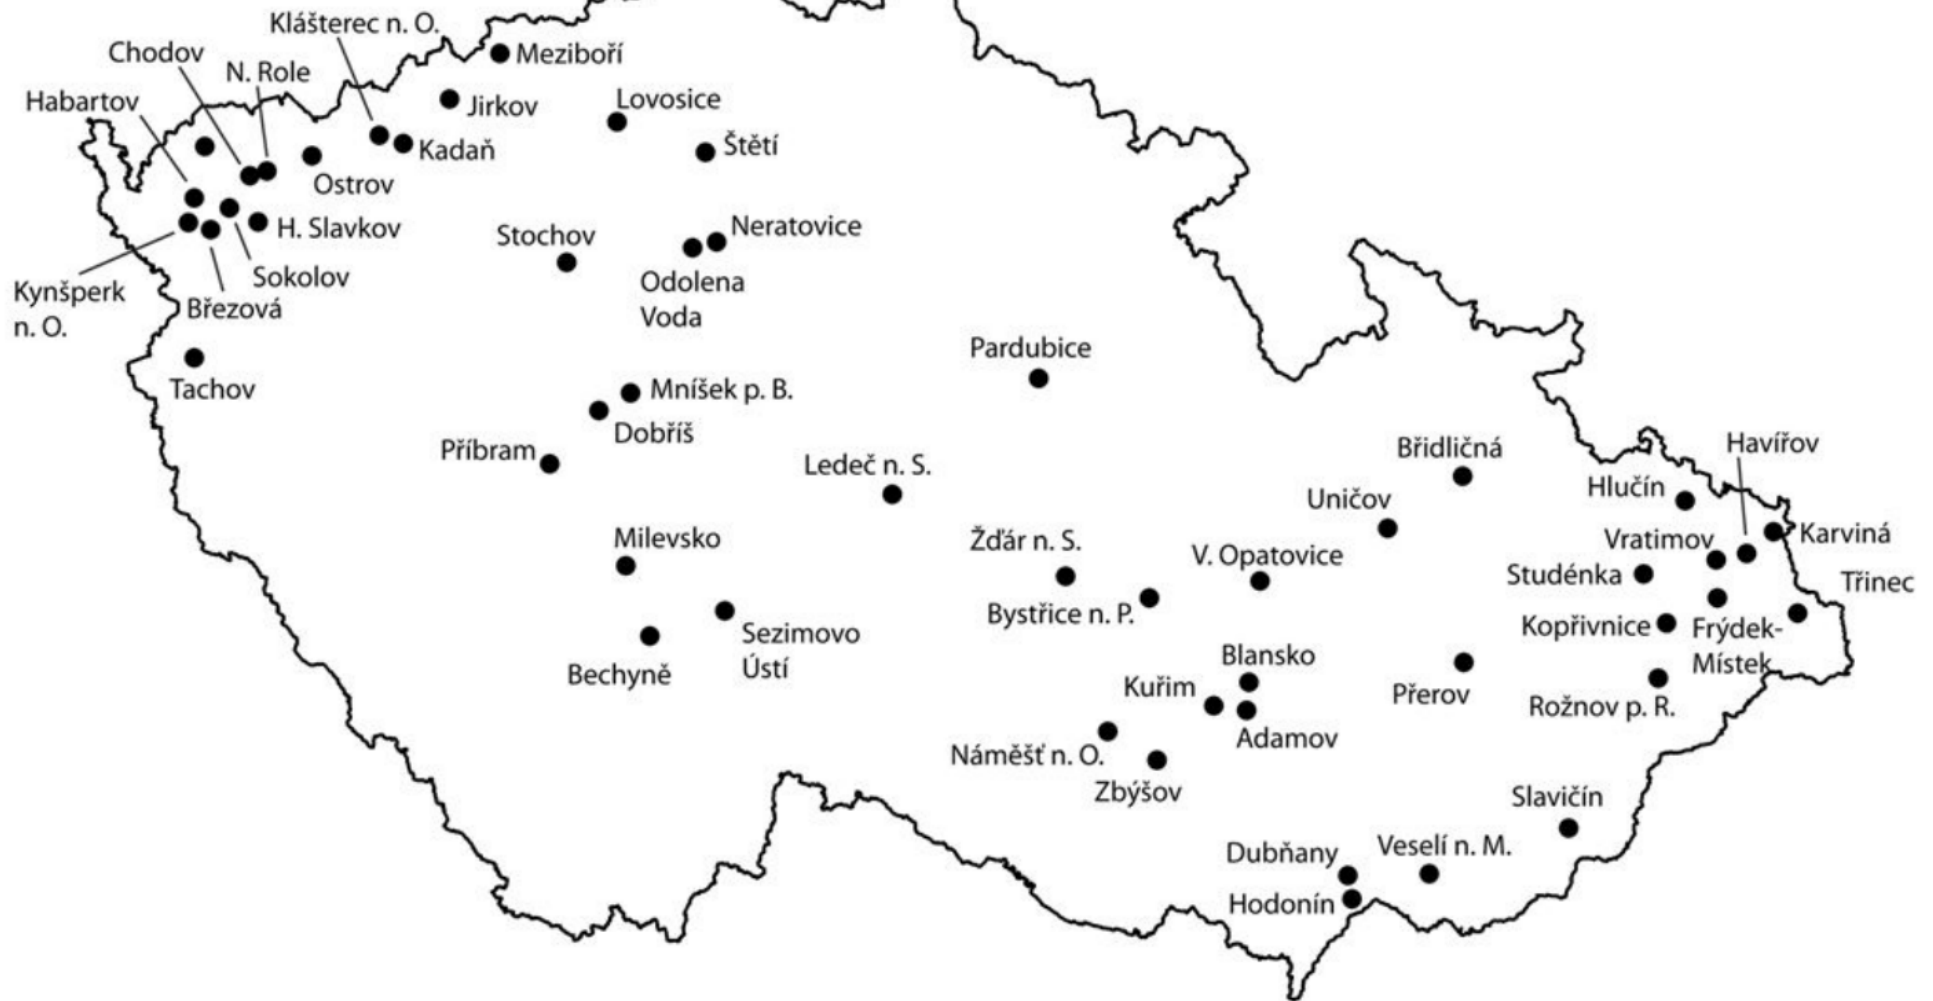 Klášterec n. O.
Chodov
Meziboří
N. Role
Habartov
Jirkov
Lovosice
Kadaň
Štětí
Ostrov
H. Slavkov
Stochov
Neratovice
Sokolov
Odolena
Voda
Kynšperk
n. O.
Březová
Pardubice
Tachov
Mníšek p. B.
Dobříš
Příbram
Ledeč n. S.
Břidličná
Havířov
Hlučín
Uničov
Milevsko
Žďár n. S.
Vratimov
Karviná
V. Opatovice
Studénka
Třinec
Bystřice n. P.
Sezimovo
Ústí
Kopřivnice
Frýdek-
Místek
Bechyně
Blansko
Kuřim
Přerov
Rožnov p. R.
Adamov
Náměšť n. O.
Zbýšov
Slavičín
Dubňany
Veselí n. M.
Hodonín